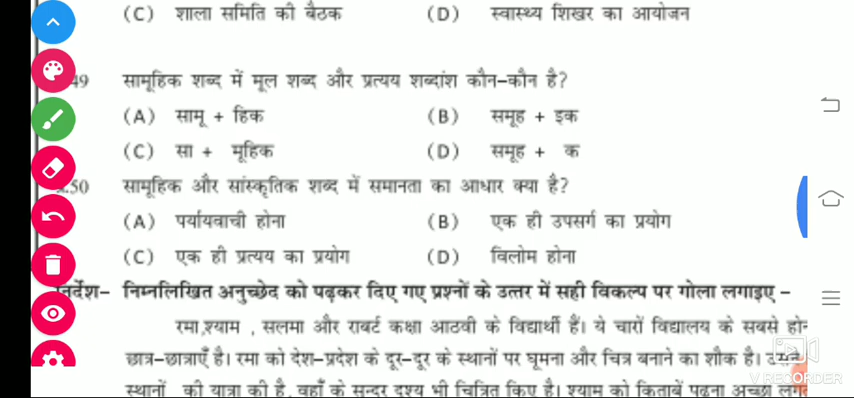 (C) शाला समिति की बैठक (D) स्वास्थ्य शिखर का आयोजन
49 सामूहिक शब्द में मूल शब्द और प्रत्यय शब्दांश कौन-कौन है?
(A) सामू + हिक (B) समूह + इक
(C) सा + मूहिक (D) समूह + क
.50 सामूहिक और सांस्कृतिक शब्द में समानता का आधार क्या है?
(A) पर्यायवाची होना (B) एक ही उपसर्ग का प्रयोग
(C) एक ही प्रत्यय का प्रयोग (D) विलोम होना
निर्देश- निम्नलिखित अनुच्छेद को पढ़कर दिए गए प्रश्नों के उत्तर में सही विकल्प पर गोला लगाइए -
रमा,श्याम , सलमा और राबर्ट कक्षा आठवी के विद्यार्थी हैं। ये चारों विद्यालय के सबसे
छात्र-छात्राएँ है। रमा को देश-प्रदेश के दूर-दूर के स्थानों पर घूमना और चित्र बनाने का शौक है।
स्थानों की यात्रा की है, वहाँ के सुन्दर दृश्य भी चित्रित किए है। श्याम को किताबें पढ़ना अच्छा
V RECORDER